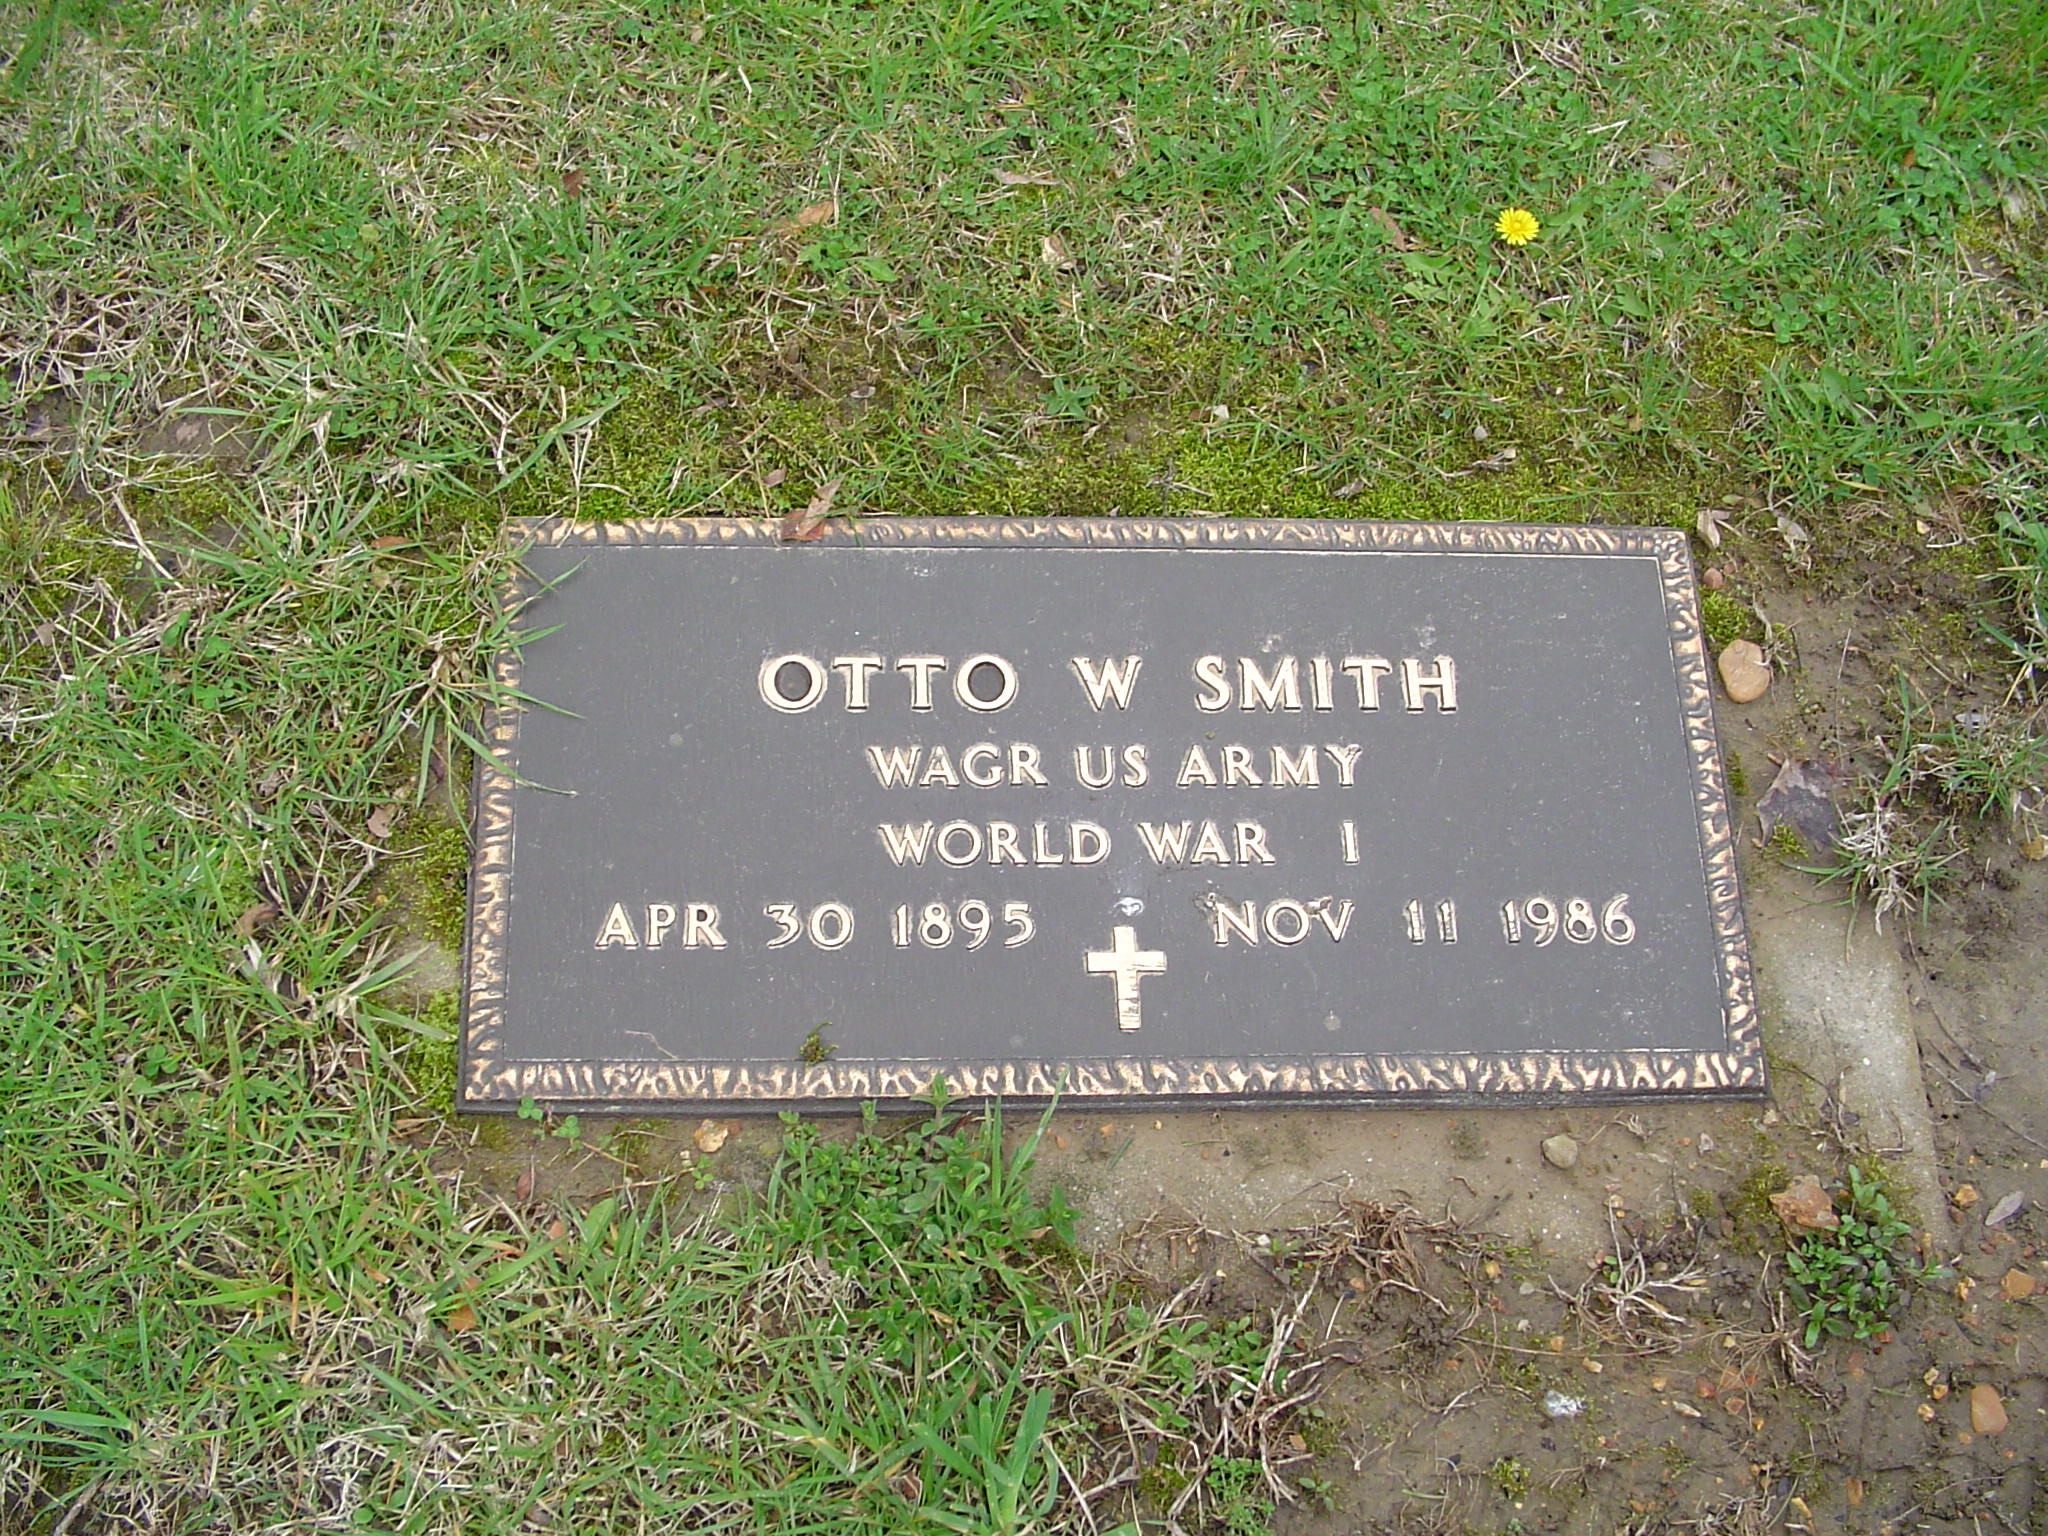 OTTO W SMITH
WAGR US ARMY
WORLD WAR I
APR 30 1895 NOV 11 1986